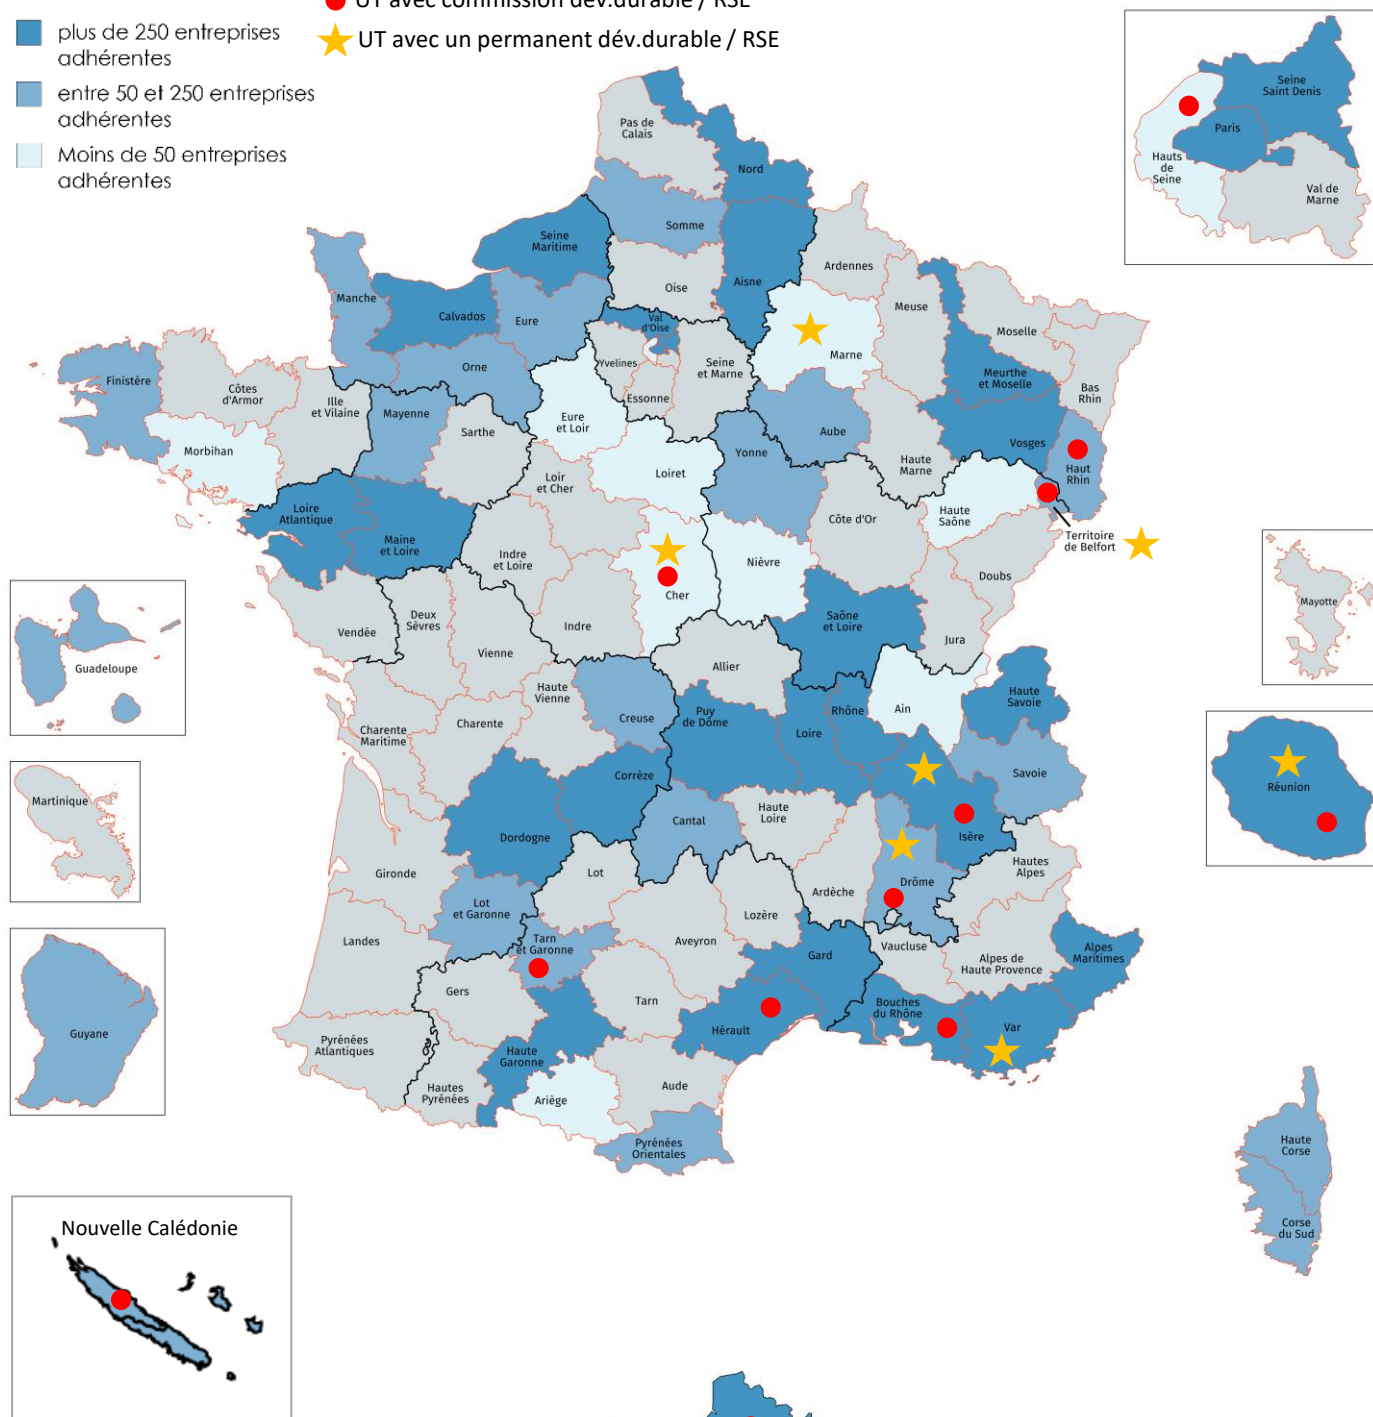 UT avec commission dév.durable / RSE
UT avec un permanent dév.durable / RSE
plus de 250 entreprises
adhérentes
entre 50 et 250 entreprises
adhérentes
Moins de 50 entreprises
adhérentes
Seine
Saint Denis
Paris
Hauts
de
Seine
Val de
Marne
Pas de
Calais
Nord
Somme
Seine
Maritime
Oise
Aisne
Ardennes
Manche
Calvados
Eure
Val
d'Oise
Meuse
Moselle
Marne
Orne
Yvelines
Seine
et Marne
Essonne
Meurthe
et Moselle
Bas
Rhin
Finistère
Côtes
d'Armor
Ille
et Vilaine
Mayenne
Sarthe
Eure
et Loir
Aube
Vosges
Haut
Rhin
Morbihan
Loiret
Yonne
Haute
Marne
Loir
et Cher
Loire
Atlantique
Maine
et Loire
Côte d'Or
Haute
Saône
Territoire
de Belfort
Indre
et Loire
Cher
Nièvre
Doubs
Mayotte
Vendée
Deux
Sèvres
Vienne
Indre
Saône
et Loire
Jura
Allier
Guadeloupe
Haute
Vienne
Creuse
Puy
de Dôme
Loire
Rhône
Ain
Haute
Savoie
Charente
Maritime
Charente
Savoie
Réunion
Martinique
Corrèze
Dordogne
Cantal
Haute
Loire
Isère
Gironde
Lot
Ardèche
Drôme
Hautes
Alpes
Lot
et Garonne
Lozère
Landes
Tarn
et Garonne
Aveyron
Gard
Vaucluse
Alpes de
Haute Provence
Alpes
Maritimes
Gers
Tarn
Hérault
Bouches
du Rhône
Var
Guyane
Pyrénées
Atlantiques
Haute
Garonne
Hautes
Pyrénées
Ariège
Aude
Pyrénées
Orientales
Haute
Corse
Corse
du Sud
Nouvelle Calédonie